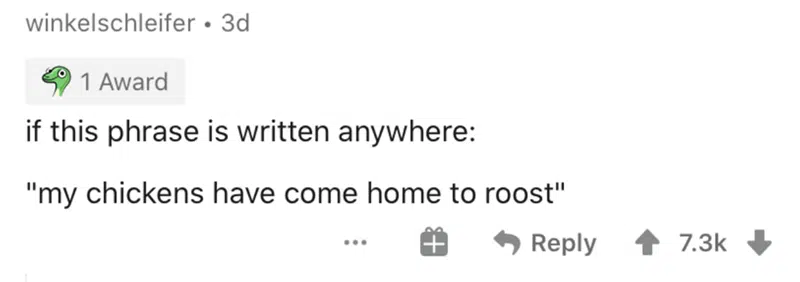 winkelschleifer • 3d
1 Award
if this phrase is written anywhere:
"my chickens have come home to roost"
... Reply 7.3k